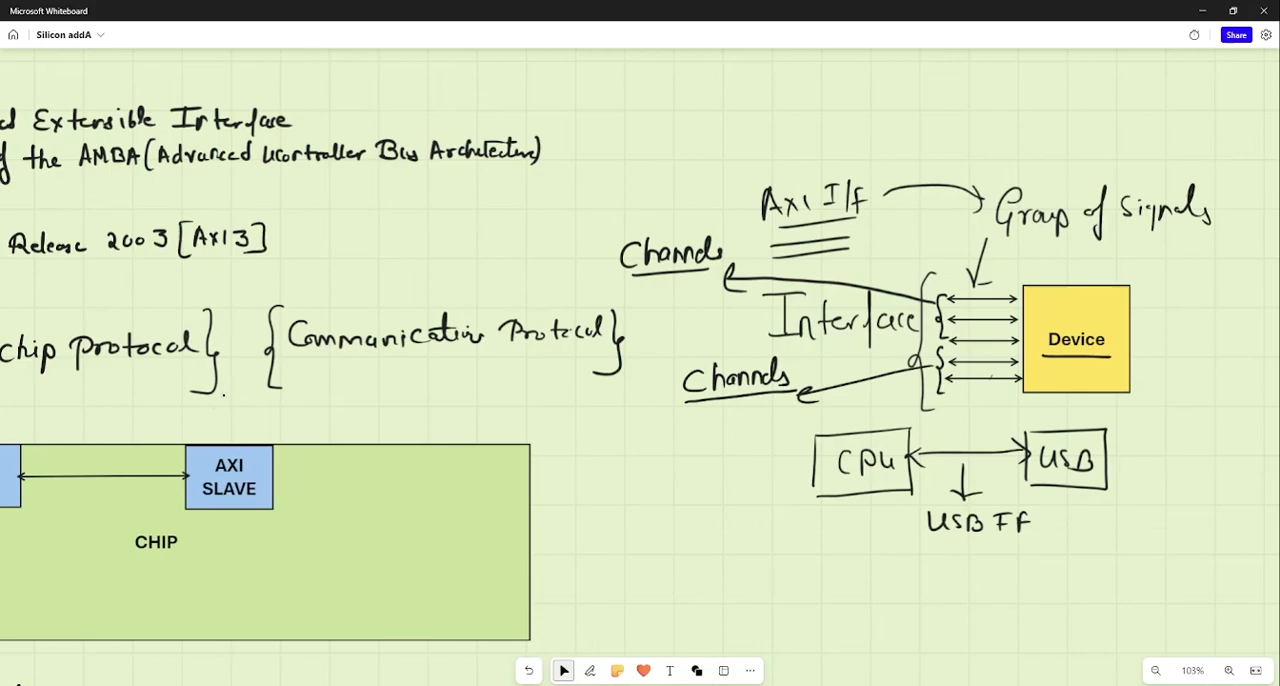 Microsoft Whiteboard
Silicon addA
Share
Extensible Interface
the AMBA (Advanced uController Bus Architecture)
Release 2003 [AXI3]
chip Protocol} {Communication Protocol}
AXI I/f
Group of Signals
Channels
Interface
Channels
Device
CPU
USB
USB IF
AXI
SLAVE
CHIP
103%